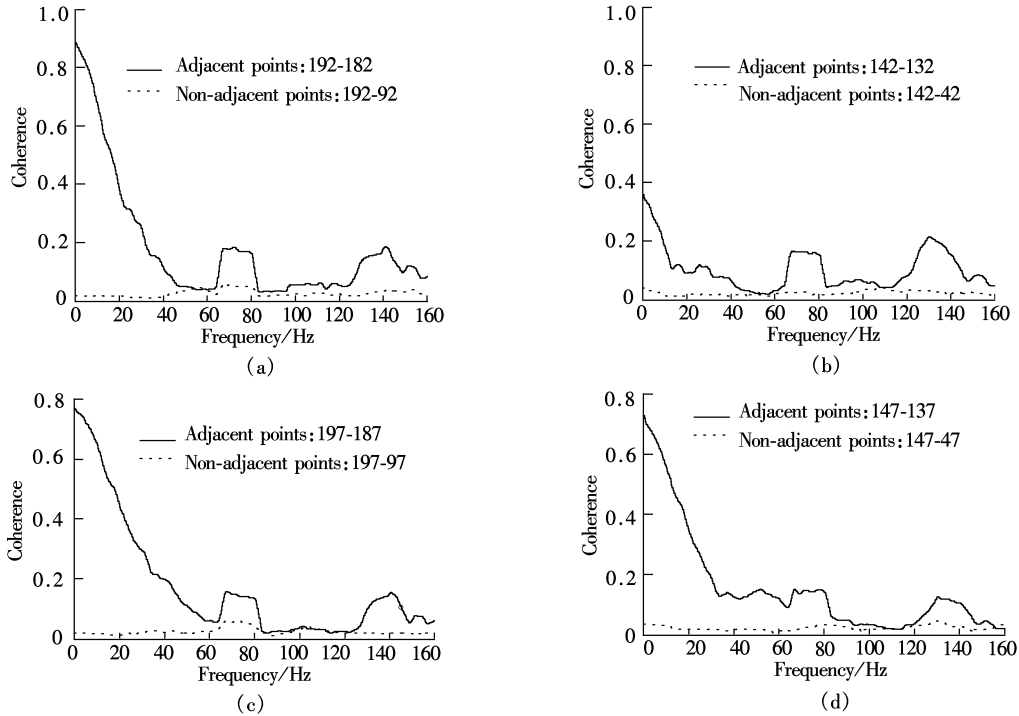 1.0
0.8
0.6
0.4
0.2
0
Coherence
Adjacent points:192-182
Non-adjacent points:192-92
0 20 40 60 80 100 120 140 160
Frequency/Hz
(a)
1.0
0.8
0.6
0.4
0.2
0
Coherence
Adjacent points:142-132
Non-adjacent points:142-42
0 20 40 60 80 100 120 140 160
Frequency/Hz
(b)
0.8
0.6
0.4
0.2
0
Coherence
Adjacent points:197-187
Non-adjacent points:197-97
0 20 40 60 80 100 120 140 160
Frequency/Hz
(c)
0.8
0.6
0.4
0.2
0
Coherence
Adjacent points:147-137
Non-adjacent points:147-47
0 20 40 60 80 100 120 140 160
Frequency/Hz
(d)